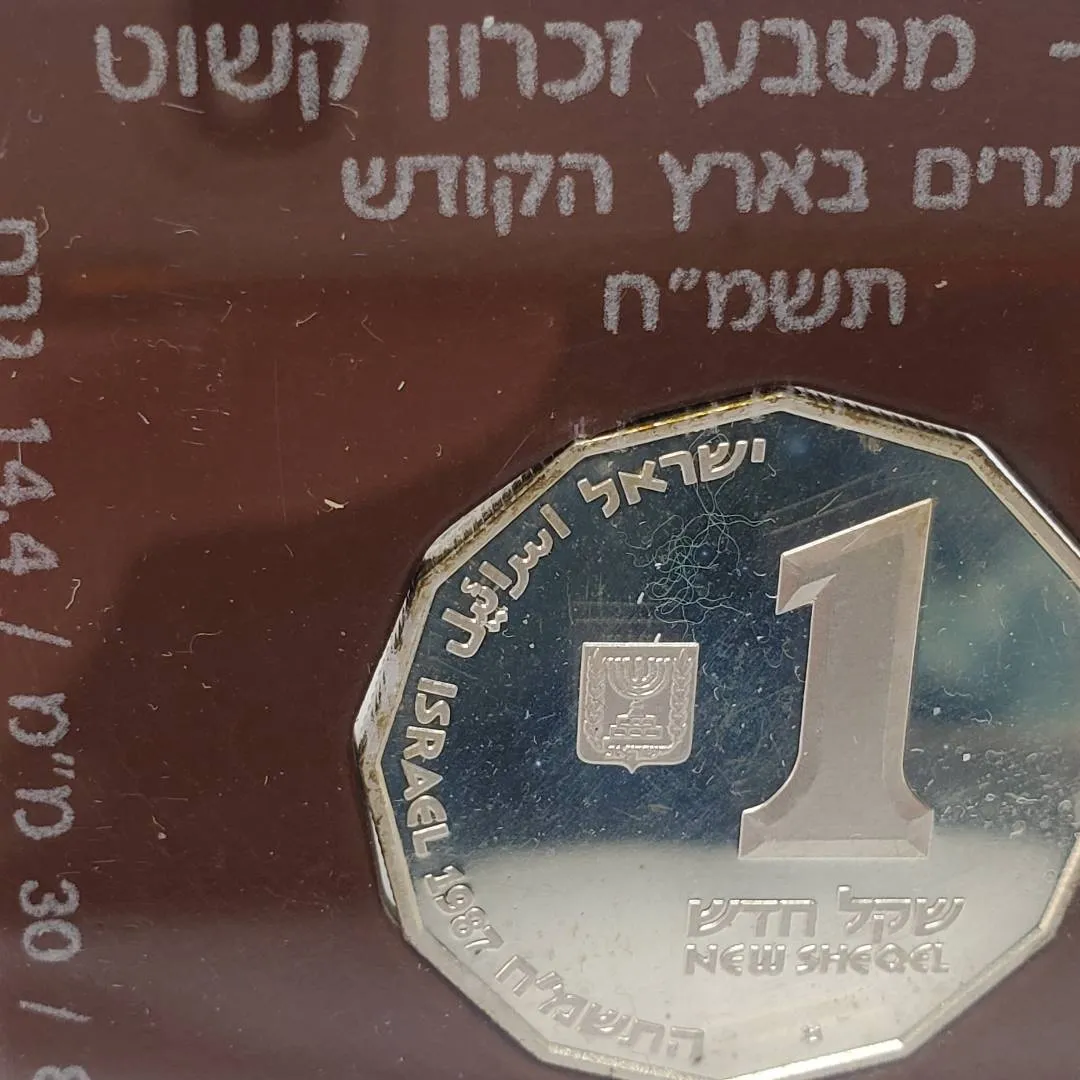 - מטבע זכרון קשוט
תרים בארץ הקודש
תשמ״ח
14.4 גרם / 30 מ״מ /
ישראל
اسرائيل
ISRAEL 1987
התשמ״ח
1
שקל חדש
NEW SHEQEL